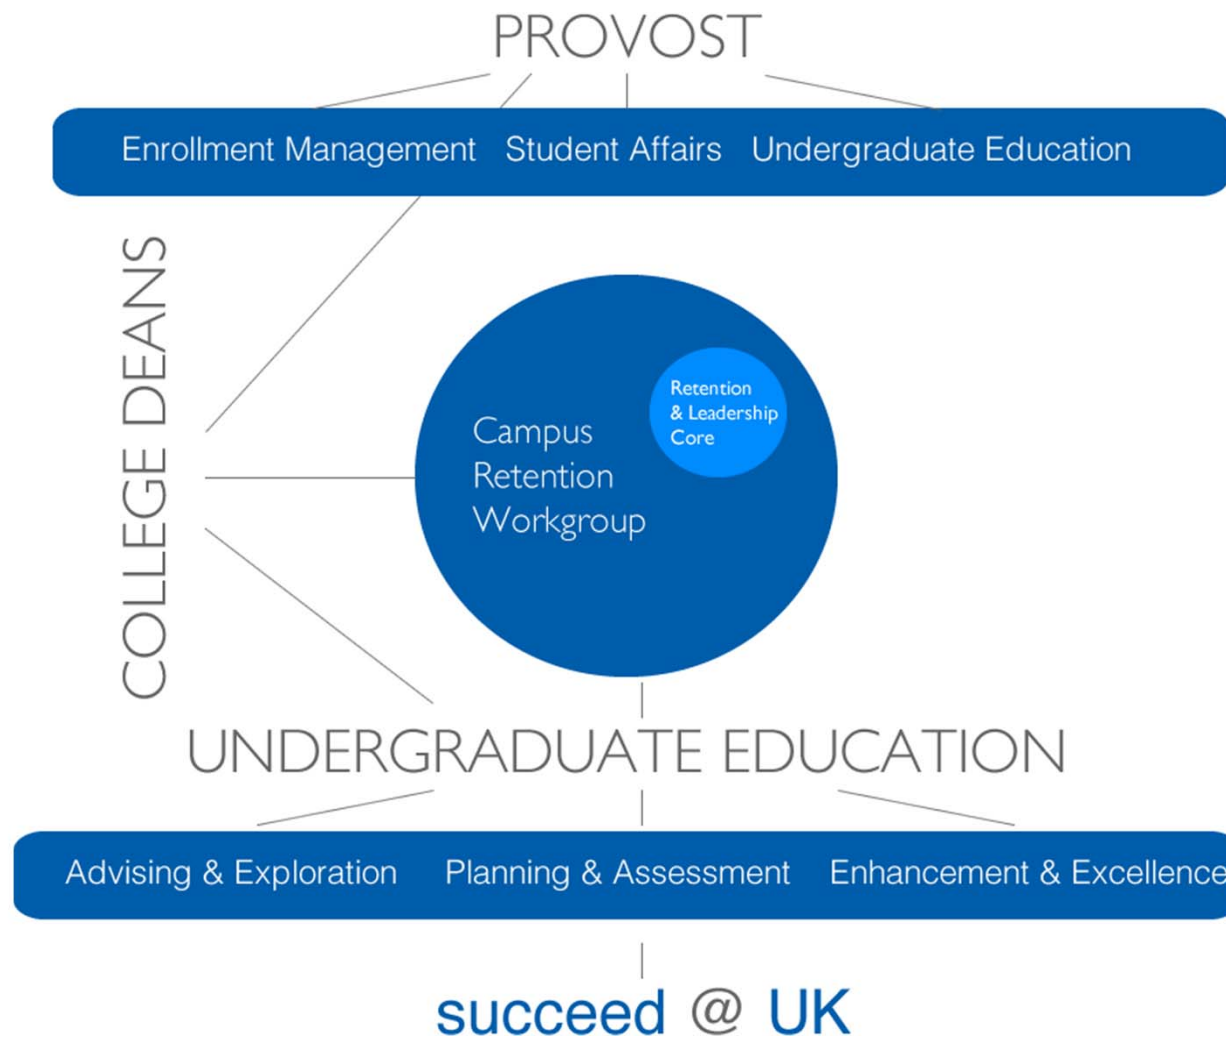 PROVOST
Enrollment Management Student Affairs Undergraduate Education
COLLEGE DEANS
Retention
& Leadership
Core
Campus
Retention
Workgroup
UNDERGRADUATE EDUCATION
Advising & Exploration Planning & Assessment Enhancement & Excellence
succeed @ UK